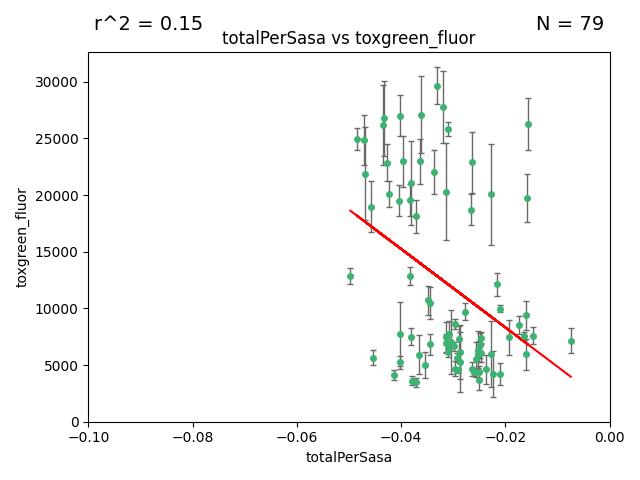 r^2 = 0.15
N = 79
totalPerSasa vs toxgreen_fluor
30000
25000
20000
15000
10000
5000
0
toxgreen_fluor
−0.10
−0.08
−0.06
−0.04
−0.02
0.00
totalPerSasa